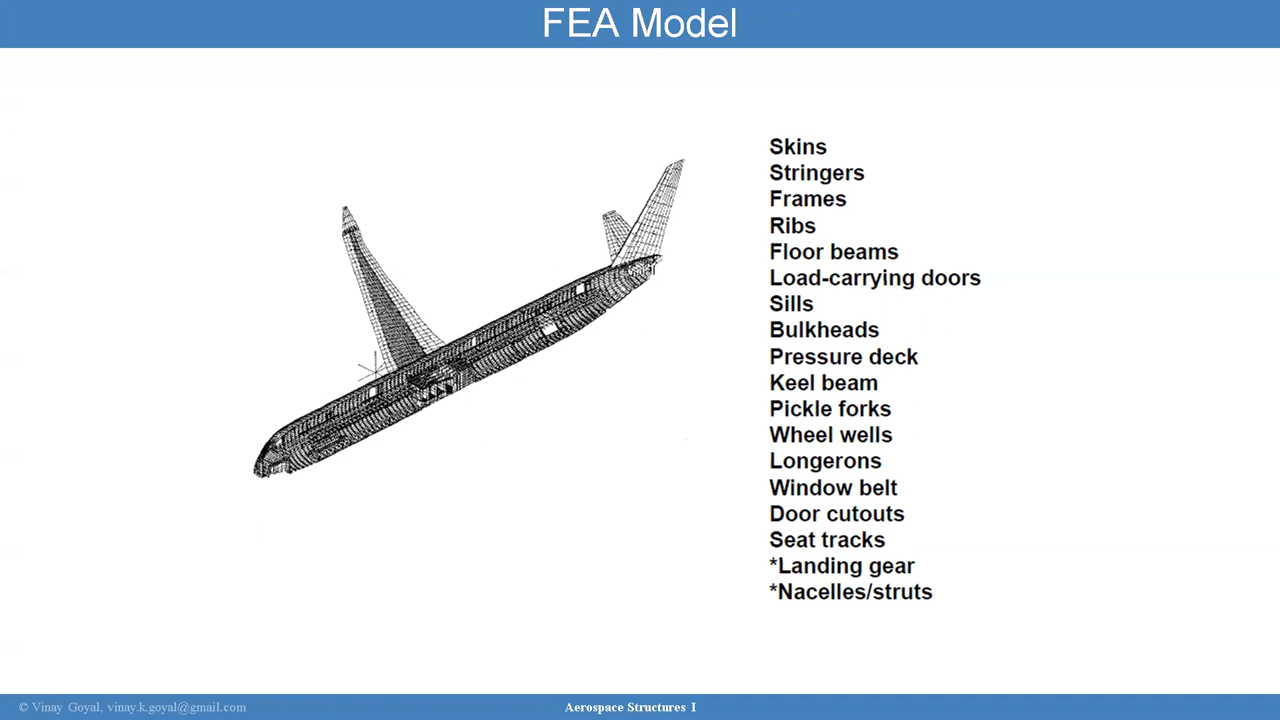 FEA Model
Skins
Stringers
Frames
Ribs
Floor beams
Load-carrying doors
Sills
Bulkheads
Pressure deck
Keel beam
Pickle forks
Wheel wells
Longerons
Window belt
Door cutouts
Seat tracks
*Landing gear
*Nacelles/struts
© Vinay Goyal, vinay.k.goyal@gmail.com
Aerospace Structures I